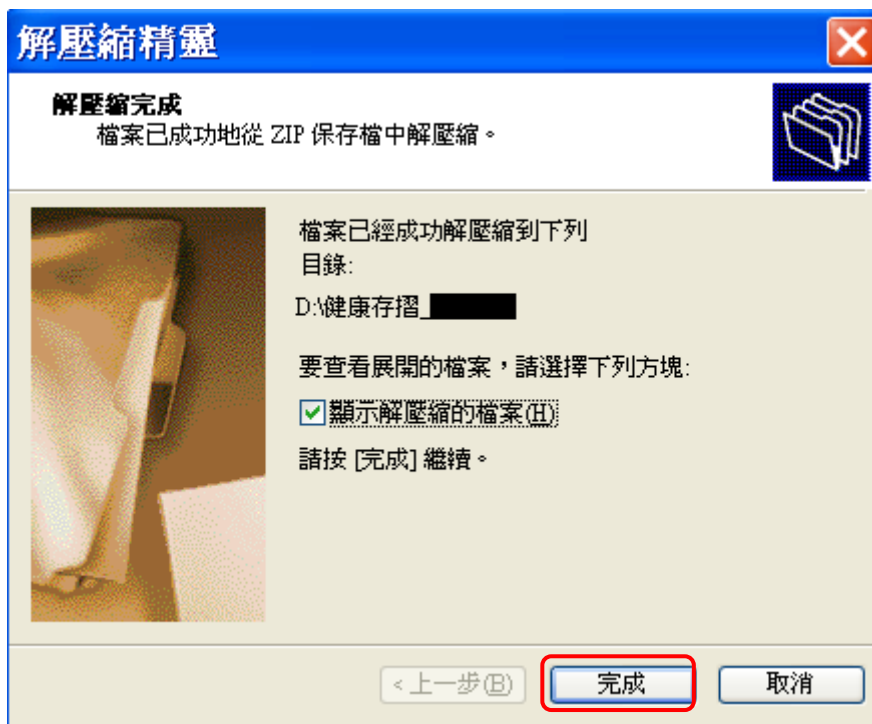 解壓縮精靈
解壓縮完成
檔案已成功地從 ZIP 保存檔中解壓縮。
檔案已經成功解壓縮到下列
目錄:
D:\健康存摺_
要查看展開的檔案，請選擇下列方塊:
顯示解壓縮的檔案(H)
請按 [完成] 繼續。
<上一步(B)
完成
取消